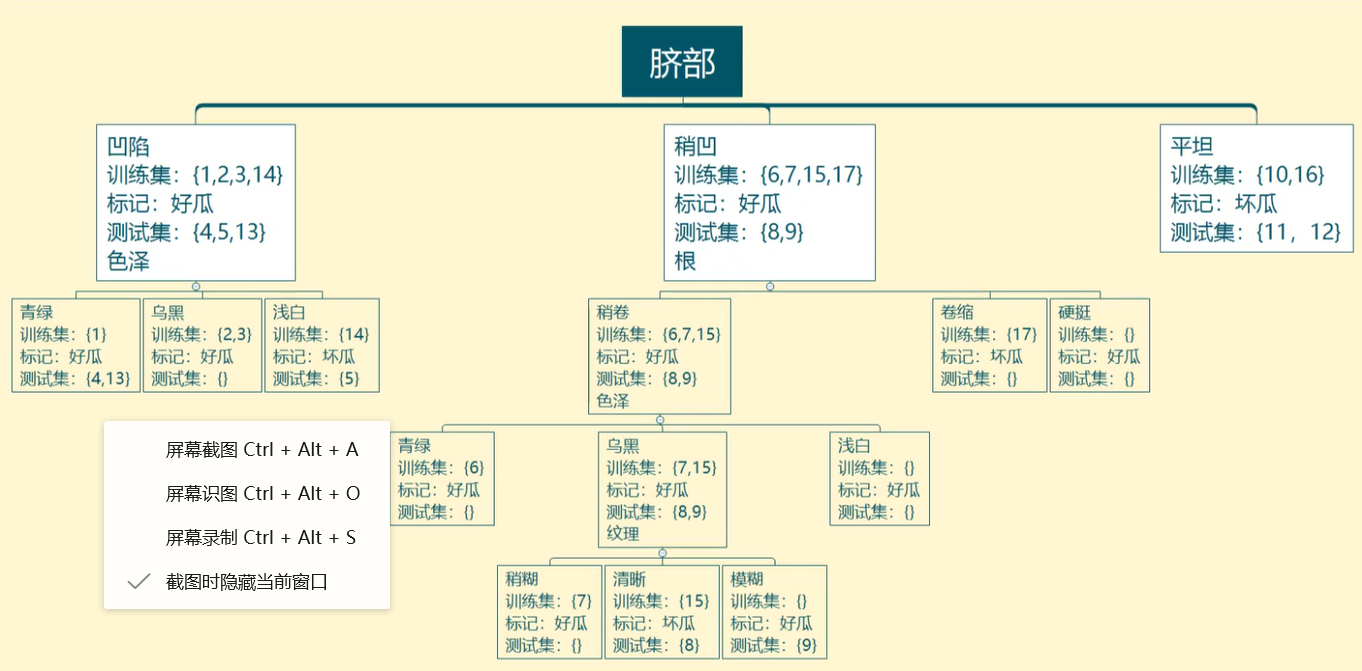 脐部
凹陷
训练集：{1,2,3,14}
标记：好瓜
测试集：{4,5,13}
色泽
稍凹
训练集：{6,7,15,17}
标记：好瓜
测试集：{8,9}
根
平坦
训练集：{10,16}
标记：坏瓜
测试集：{11，12}
青绿
训练集：{1}
标记：好瓜
测试集：{4,13}
乌黑
训练集：{2,3}
标记：好瓜
测试集：{}
浅白
训练集：{14}
标记：坏瓜
测试集：{5}
稍卷
训练集：{6,7,15}
标记：好瓜
测试集：{8,9}
色泽
卷缩
训练集：{17}
标记：坏瓜
测试集：{}
硬挺
训练集：{}
标记：好瓜
测试集：{}
屏幕截图 Ctrl + Alt + A
屏幕识图 Ctrl + Alt + O
屏幕录制 Ctrl + Alt + S
截图时隐藏当前窗口
青绿
训练集：{6}
标记：好瓜
测试集：{}
乌黑
训练集：{7,15}
标记：好瓜
测试集：{8,9}
纹理
浅白
训练集：{}
标记：好瓜
测试集：{}
稍糊
训练集：{7}
标记：好瓜
测试集：{}
清晰
训练集：{15}
标记：坏瓜
测试集：{8}
模糊
训练集：{}
标记：好瓜
测试集：{9}